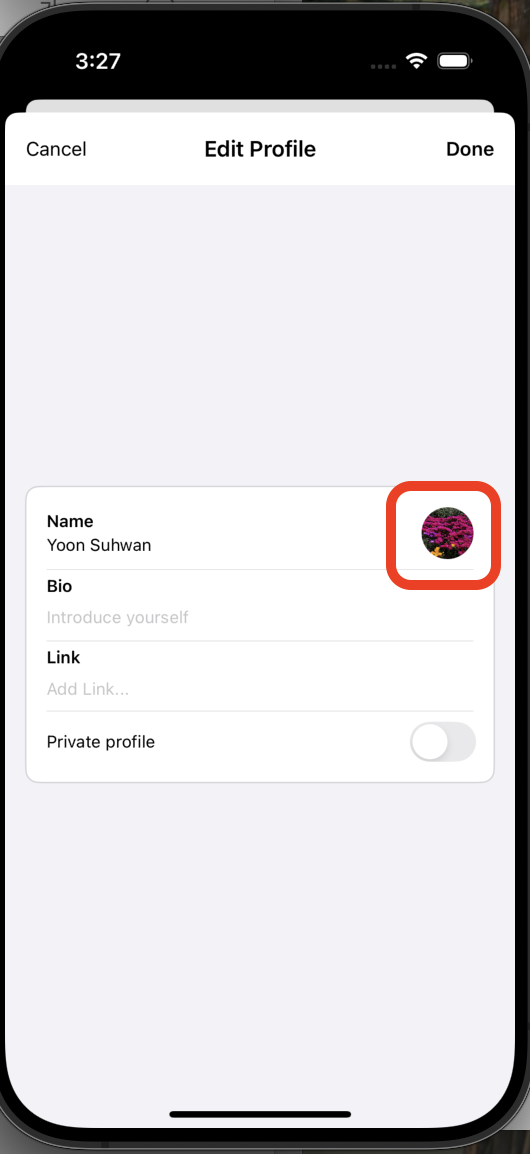 3:27
Cancel
Edit Profile
Done
Name
Yoon Suhwan
Bio
Introduce yourself
Link
Add Link...
Private profile